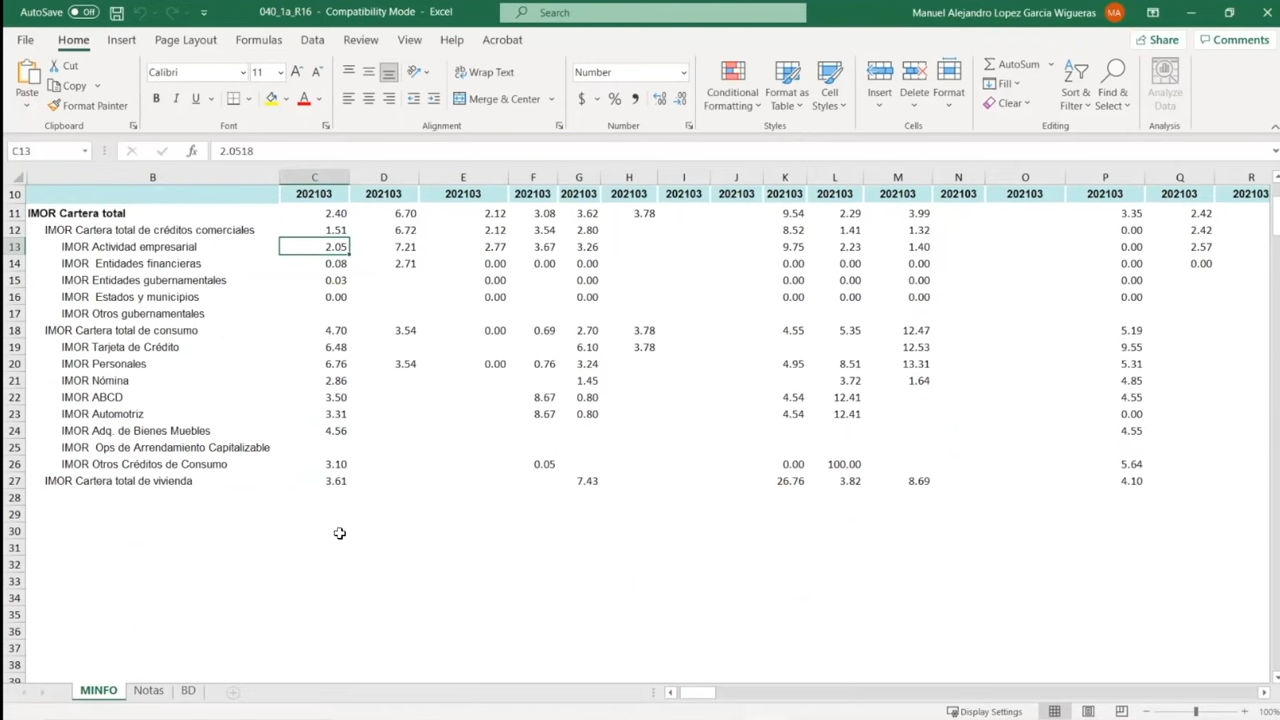 AutoSave Off 040_1a_R16 - Compatibility Mode - Excel Search Manuel Alejandro Lopez Garcia Wigueras MA
File Home Insert Page Layout Formulas Data Review View Help Acrobat Share Comments
Paste Cut Copy Format Painter Clipboard
Calibri 11 B I U Font
Wrap Text Merge & Center Alignment
Number $ % , Number
Conditional Formatting Format as Table Cell Styles Styles
Insert Delete Format Cells
AutoSum Fill Clear Sort & Filter Find & Select Editing
Analyze Data Analysis
C13 fx 2.0518
B C D E F G H I J K L M N O P Q R
10 202103 202103 202103 202103 202103 202103 202103 202103 202103 202103 202103 202103 202103 202103 202103 202103
11 IMOR Cartera total 2.40 6.70 2.12 3.08 3.62 3.78 9.54 2.29 3.99 3.35 2.42
12 IMOR Cartera total de créditos comerciales 1.51 6.72 2.12 3.54 2.80 8.52 1.41 1.32 0.00 2.42
13 IMOR Actividad empresarial 2.05 7.21 2.77 3.67 3.26 9.75 2.23 1.40 0.00 2.57
14 IMOR Entidades financieras 0.08 2.71 0.00 0.00 0.00 0.00 0.00 0.00 0.00 0.00
15 IMOR Entidades gubernamentales 0.03 0.00 0.00 0.00 0.00 0.00 0.00
16 IMOR Estados y municipios 0.00 0.00 0.00 0.00 0.00 0.00 0.00
17 IMOR Otros gubernamentales
18 IMOR Cartera total de consumo 4.70 3.54 0.00 0.69 2.70 3.78 4.55 5.35 12.47 5.19
19 IMOR Tarjeta de Crédito 6.48 6.10 3.78 12.53 9.55
20 IMOR Personales 6.76 3.54 0.00 0.76 3.24 4.95 8.51 13.31 5.31
21 IMOR Nómina 2.86 1.45 3.72 1.64 4.85
22 IMOR ABCD 3.50 8.67 0.80 4.54 12.41 4.55
23 IMOR Automotriz 3.31 8.67 0.80 4.54 12.41 0.00
24 IMOR Adq. de Bienes Muebles 4.56 4.55
25 IMOR Ops de Arrendamiento Capitalizable
26 IMOR Otros Créditos de Consumo 3.10 0.05 0.00 100.00 5.64
27 IMOR Cartera total de vivienda 3.61 7.43 26.76 3.82 8.69 4.10
28
29
30
31
32
33
34
35
36
37
38
39
MINFO Notas BD
Display Settings 100%